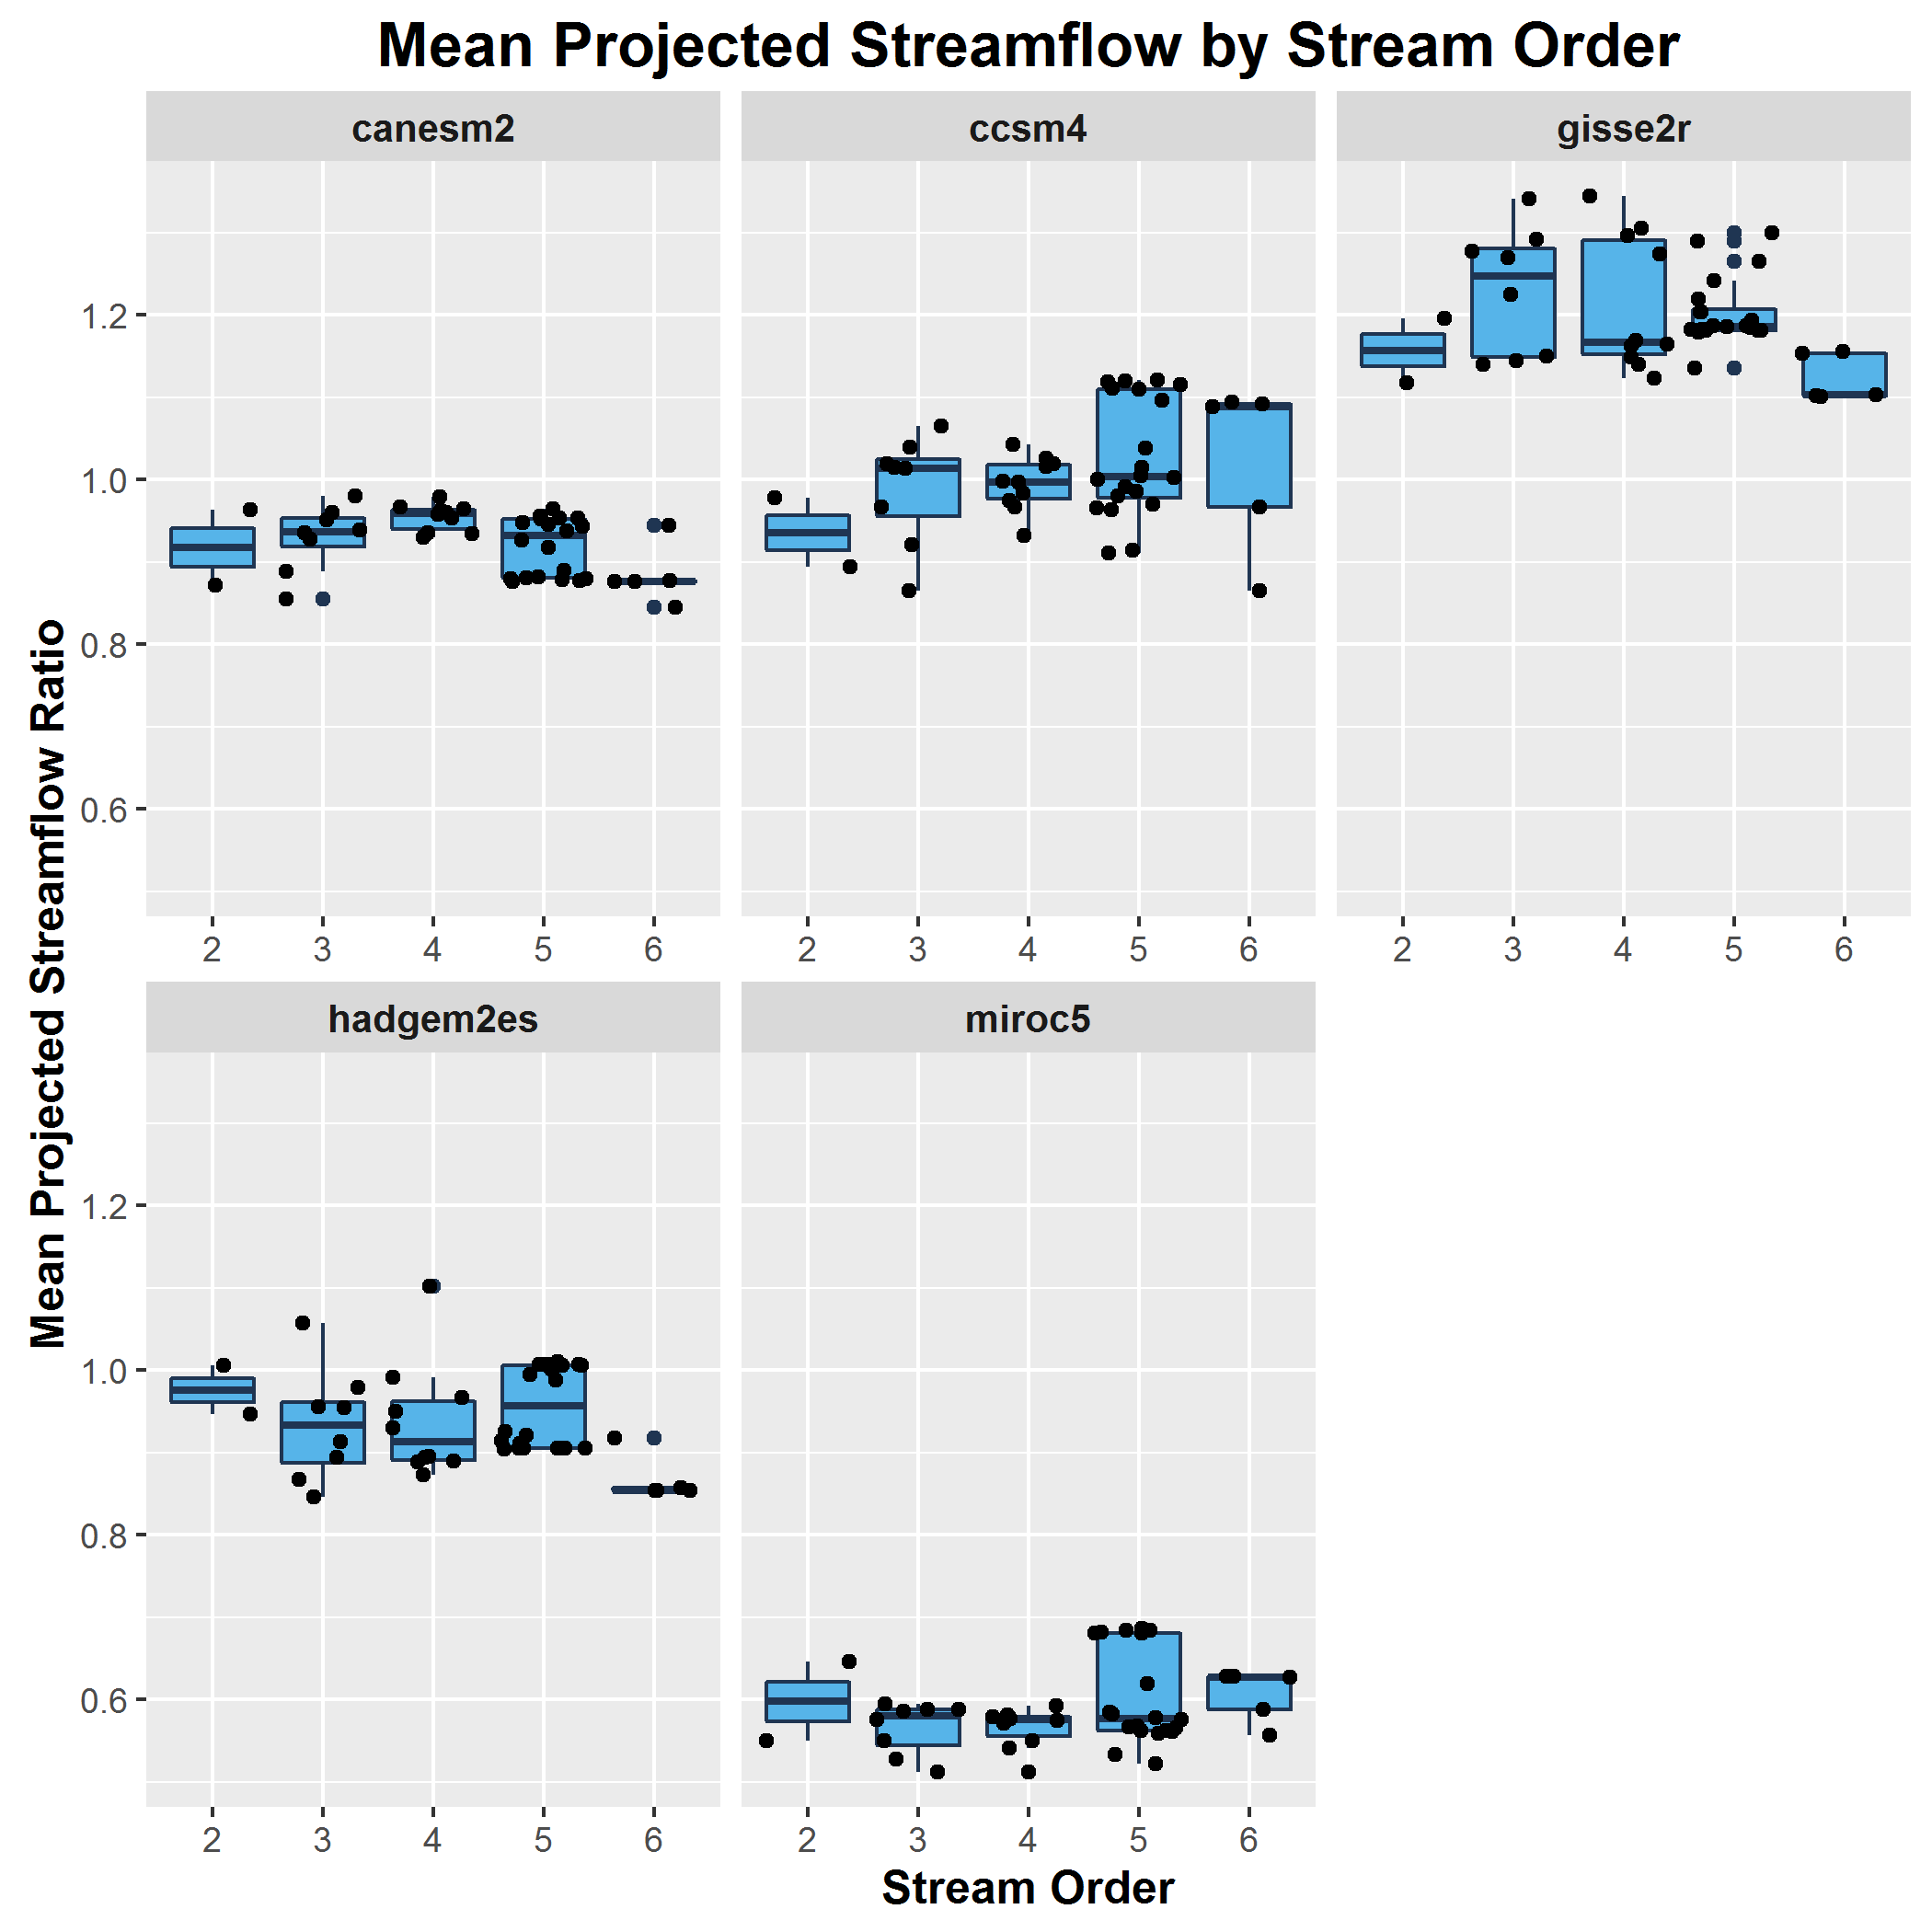 Mean Projected Streamflow by Stream Order
canesm2
ccsm4
gisse2r
Mean Projected Streamflow Ratio
1.2
1.0
0.8
0.6
2 3 4 5 6
2 3 4 5 6
2 3 4 5 6
hadgem2es
miroc5
1.2
1.0
0.8
0.6
2 3 4 5 6
2 3 4 5 6
Stream Order